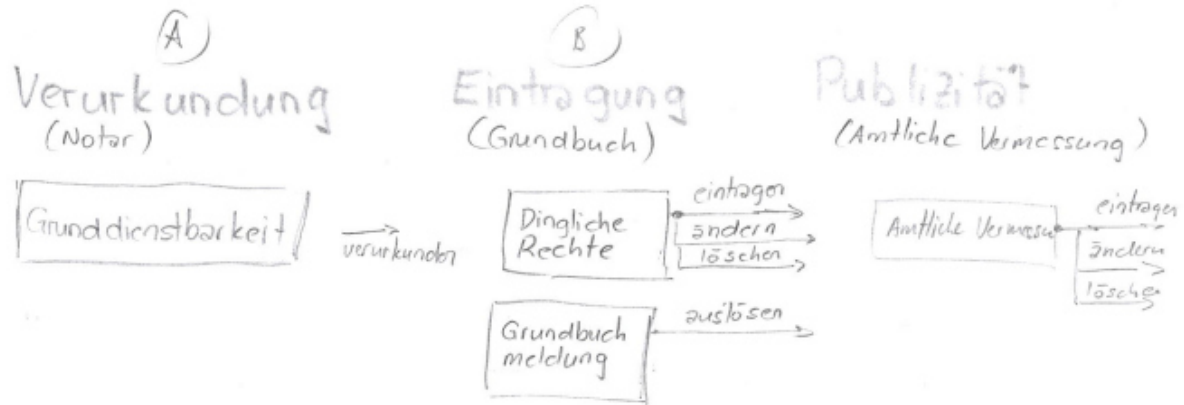 A
Verurkundung
(Notar)
Grunddienstbarkeit
verurkunden
B
Eintragung
(Grundbuch)
Dingliche
Rechte
eintragen
ändern
löschen
Grundbuch
meldung
auslösen
Publizität
(Amtliche Vermessung)
Amtliche Vermessu
eintragen
ändern
löschen